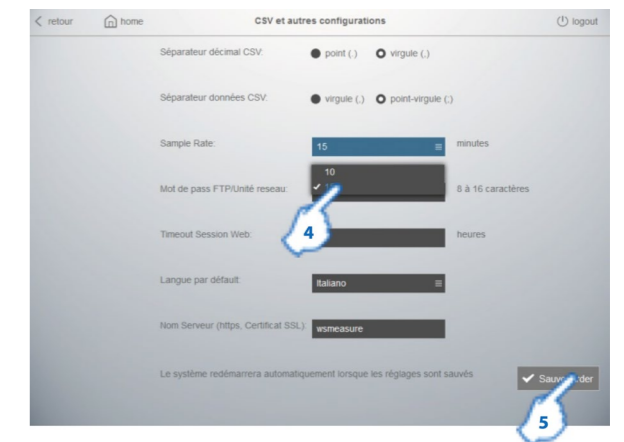 retour home CSV et autres configurations logout
Séparateur décimal CSV: point (.) virgule (,)
Séparateur données CSV: virgule (,) point-virgule (;)
Sample Rate: 15 minutes
10
Mot de pass FTP/Unité reseau: 8 à 16 caractères
4
Timeout Session Web: heures
Langue par défault: Italiano
Nom Serveur (https, Certificat SSL): wsmeasure
Le système redémarrera automatiquement lorsque les réglages sont sauvés
5